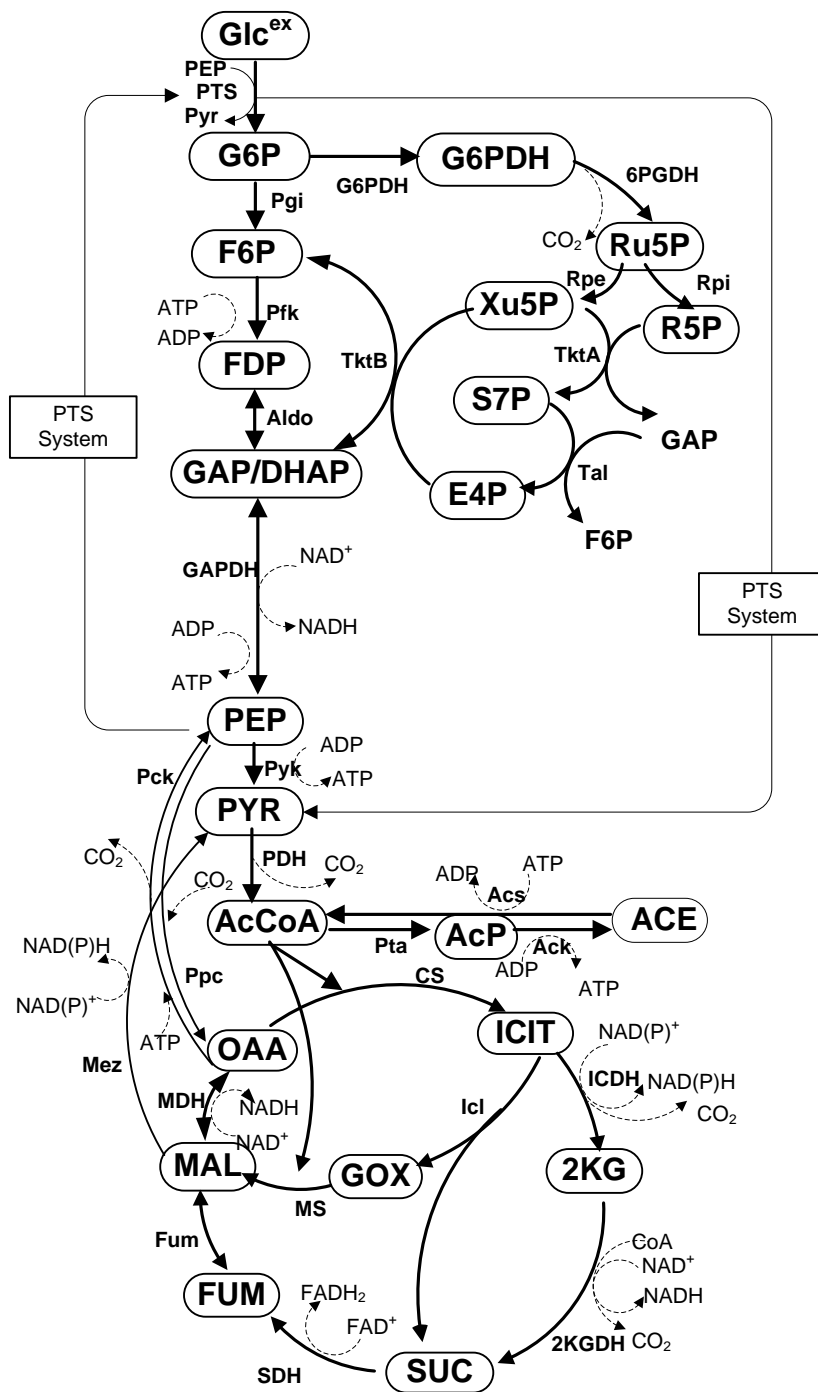 Glcᵉˣ
PEP
PTS
Pyr
G6P
G6PDH
G6PDH
6PGDH
Pgi
CO₂
Ru5P
F6P
Rpe
Rpi
Xu5P
R5P
ATP
Pfk
ADP
TktB
TktA
FDP
S7P
PTS
System
Aldo
GAP
GAP/DHAP
E4P
Tal
F6P
GAPDH
NAD⁺
PTS
System
NADH
ADP
ATP
PEP
Pck
Pyk
ADP
ATP
PYR
CO₂
PDH
CO₂
CO₂
ADP
ATP
Acs
AcCoA
AcP
ACE
Pta
Ack
NAD(P)H
ADP
ATP
Ppc
CS
NAD(P)⁺
ATP
OAA
ICIT
NAD(P)⁺
Mez
ICDH
NAD(P)H
MDH
NADH
Icl
CO₂
NAD⁺
MAL
GOX
2KG
MS
Fum
CoA
NAD⁺
FUM
FADH₂
NADH
FAD⁺
2KGDH
CO₂
SDH
SUC